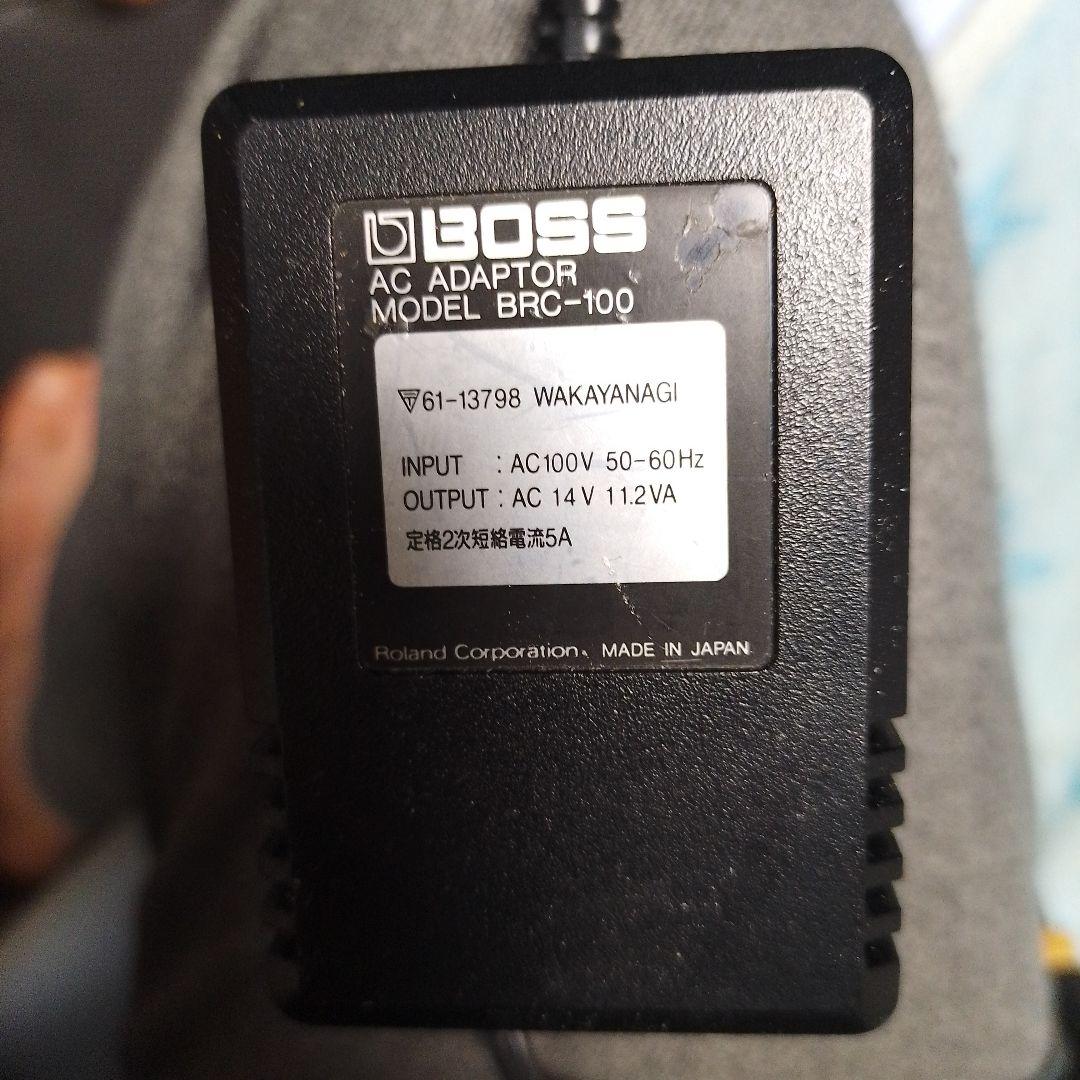 BOSS
AC ADAPTOR
MODEL BRC-100
61-13798 WAKAYANAGI
INPUT : AC100V 50-60Hz
OUTPUT : AC 14V 11.2VA
定格2次短絡電流5A
Roland Corporation. MADE IN JAPAN